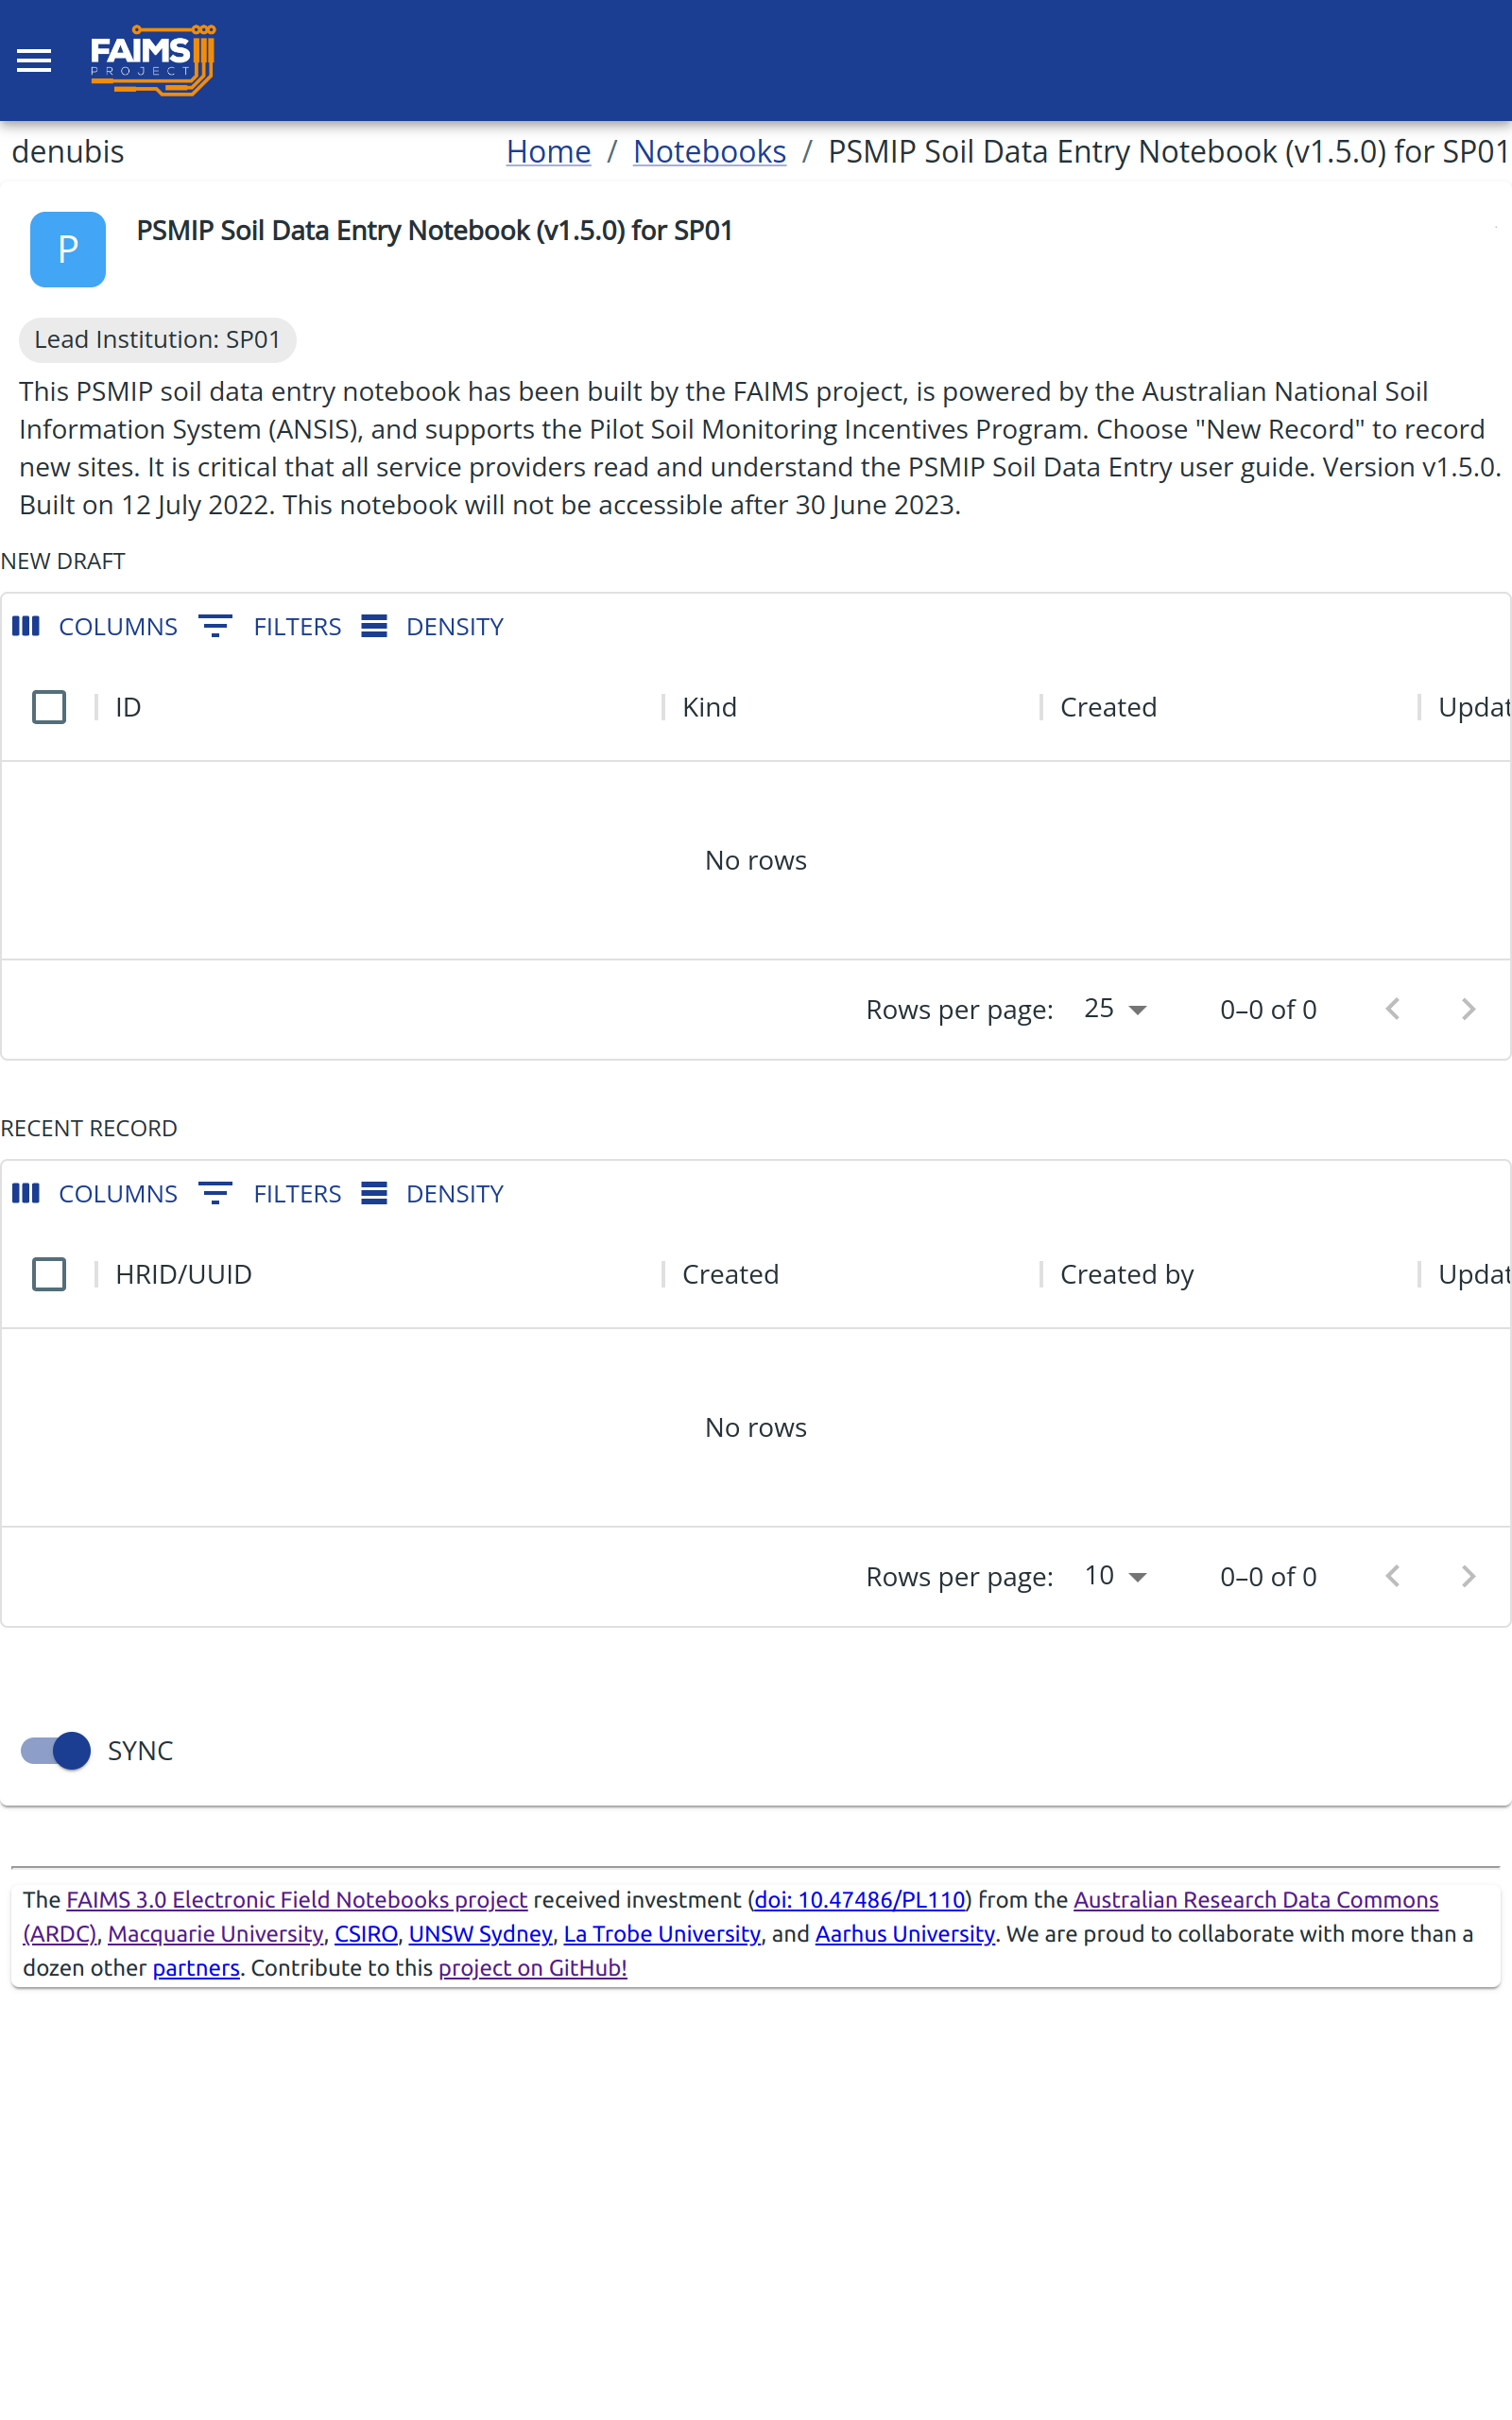 FAIMS
PROJECT
denubis
Home / Notebooks / PSMIP Soil Data Entry Notebook (v1.5.0) for SP01
P
PSMIP Soil Data Entry Notebook (v1.5.0) for SP01
Lead Institution: SP01
This PSMIP soil data entry notebook has been built by the FAIMS project, is powered by the Australian National Soil
Information System (ANSIS), and supports the Pilot Soil Monitoring Incentives Program. Choose "New Record" to record
new sites. It is critical that all service providers read and understand the PSMIP Soil Data Entry user guide. Version v1.5.0.
Built on 12 July 2022. This notebook will not be accessible after 30 June 2023.
NEW DRAFT
COLUMNS FILTERS DENSITY
ID Kind Created Updat
No rows
Rows per page: 25 0–0 of 0
RECENT RECORD
COLUMNS FILTERS DENSITY
HRID/UUID Created Created by Updat
No rows
Rows per page: 10 0–0 of 0
SYNC
The FAIMS 3.0 Electronic Field Notebooks project received investment (doi: 10.47486/PL110) from the Australian Research Data Commons
(ARDC), Macquarie University, CSIRO, UNSW Sydney, La Trobe University, and Aarhus University. We are proud to collaborate with more than a
dozen other partners. Contribute to this project on GitHub!